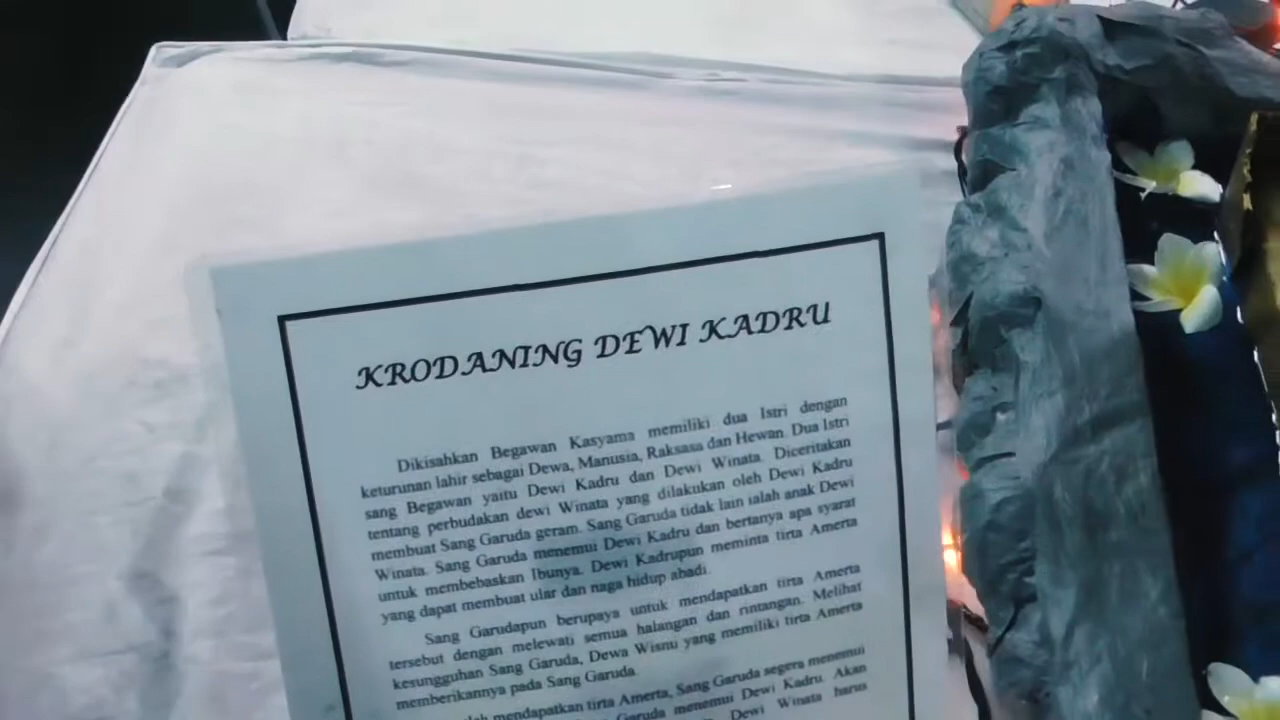 KRODANING DEWI KADRU
Dikisahkan Begawan Kasyama memiliki dua Istri dengan
keturunan lahir sebagai Dewa, Manusia, Raksasa dan Hewan. Dua Istri
sang Begawan yaitu Dewi Kadru dan Dewi Winata. Diceritakan
tentang perbudakan dewi Winata yang dilakukan oleh Dewi Kadru
membuat Sang Garuda geram. Sang Garuda tidak lain ialah anak Dewi
Winata. Sang Garuda menemui Dewi Kadru dan bertanya apa syarat
untuk membebaskan Ibunya. Dewi Kadrupun meminta tirta Amerta
yang dapat membuat ular dan naga hidup abadi.
Sang Garudapun berupaya untuk mendapatkan tirta Amerta
tersebut dengan melewati semua halangan dan rintangan. Melihat
kesungguhan Sang Garuda, Dewa Wisnu yang memiliki tirta Amerta
memberikannya pada Sang Garuda.
mendapatkan tirta Amerta, Sang Garuda segera menemui
Garuda menemui Dewi Kadru. Akan
Dewi Winata harus